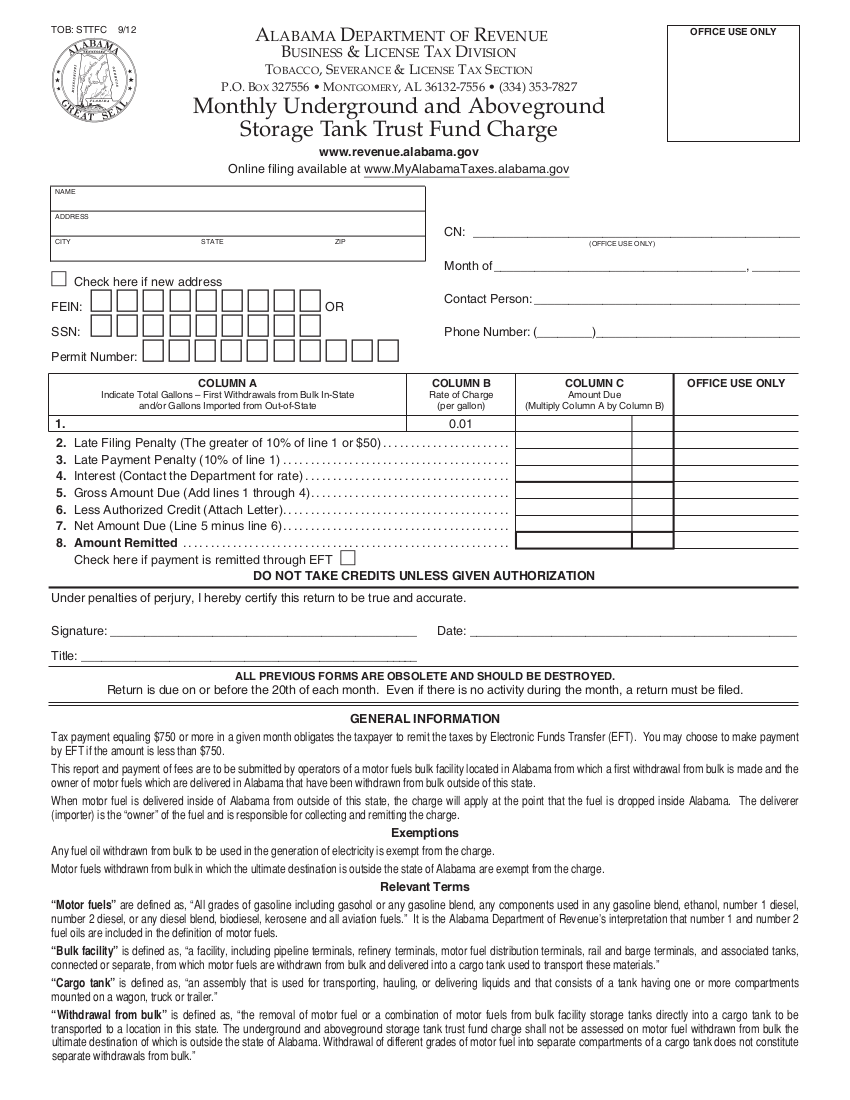 TOB: STTFC 9/12
ALABAMA
GREAT SEAL
ALABAMA DEPARTMENT OF REVENUE
BUSINESS & LICENSE TAX DIVISION
TOBACCO, SEVERANCE & LICENSE TAX SECTION
P.O. BOX 327556 • MONTGOMERY, AL 36132-7556 • (334) 353-7827
Monthly Underground and Aboveground
Storage Tank Trust Fund Charge
www.revenue.alabama.gov
Online filing available at www.MyAlabamaTaxes.alabama.gov
OFFICE USE ONLY
NAME
ADDRESS
CITY STATE ZIP
Check here if new address
FEIN: OR
SSN:
Permit Number:
CN: ____
(OFFICE USE ONLY)
Month of ____, ____
Contact Person: ____
Phone Number: (____)____
COLUMN A
Indicate Total Gallons – First Withdrawals from Bulk In-State
and/or Gallons Imported from Out-of-State
COLUMN B
Rate of Charge
(per gallon)
COLUMN C
Amount Due
(Multiply Column A by Column B)
OFFICE USE ONLY
1. 0.01
2. Late Filing Penalty (The greater of 10% of line 1 or $50) . . . . . . . . . . . . . . . . . . . . . .
3. Late Payment Penalty (10% of line 1) . . . . . . . . . . . . . . . . . . . . . .
4. Interest (Contact the Department for rate) . . . . . . . . . . . . . . . . . . . . . .
5. Gross Amount Due (Add lines 1 through 4). . . . . . . . . . . . . . . . . . . . . .
6. Less Authorized Credit (Attach Letter). . . . . . . . . . . . . . . . . . . . . .
7. Net Amount Due (Line 5 minus line 6). . . . . . . . . . . . . . . . . . . . . .
8. Amount Remitted . . . . . . . . . . . . . . . . . . . . . .
Check here if payment is remitted through EFT
DO NOT TAKE CREDITS UNLESS GIVEN AUTHORIZATION
Under penalties of perjury, I hereby certify this return to be true and accurate.
Signature: ____ Date: ____
Title: ____
ALL PREVIOUS FORMS ARE OBSOLETE AND SHOULD BE DESTROYED.
Return is due on or before the 20th of each month. Even if there is no activity during the month, a return must be filed.
GENERAL INFORMATION
Tax payment equaling $750 or more in a given month obligates the taxpayer to remit the taxes by Electronic Funds Transfer (EFT). You may choose to make payment
by EFT if the amount is less than $750.
This report and payment of fees are to be submitted by operators of a motor fuels bulk facility located in Alabama from which a first withdrawal from bulk is made and the
owner of motor fuels which are delivered in Alabama that have been withdrawn from bulk outside of this state.
When motor fuel is delivered inside of Alabama from outside of this state, the charge will apply at the point that the fuel is dropped inside Alabama. The deliverer
(importer) is the “owner” of the fuel and is responsible for collecting and remitting the charge.
Exemptions
Any fuel oil withdrawn from bulk to be used in the generation of electricity is exempt from the charge.
Motor fuels withdrawn from bulk in which the ultimate destination is outside the state of Alabama are exempt from the charge.
Relevant Terms
“Motor fuels” are defined as, “All grades of gasoline including gasohol or any gasoline blend, any components used in any gasoline blend, ethanol, number 1 diesel,
number 2 diesel, or any diesel blend, biodiesel, kerosene and all aviation fuels.” It is the Alabama Department of Revenue’s interpretation that number 1 and number 2
fuel oils are included in the definition of motor fuels.
“Bulk facility” is defined as, “a facility, including pipeline terminals, refinery terminals, motor fuel distribution terminals, rail and barge terminals, and associated tanks,
connected or separate, from which motor fuels are withdrawn from bulk and delivered into a cargo tank used to transport these materials.”
“Cargo tank” is defined as, “an assembly that is used for transporting, hauling, or delivering liquids and that consists of a tank having one or more compartments
mounted on a wagon, truck or trailer.”
“Withdrawal from bulk” is defined as, “the removal of motor fuel or a combination of motor fuels from bulk facility storage tanks directly into a cargo tank to be
transported to a location in this state. The underground and aboveground storage tank trust fund charge shall not be assessed on motor fuel withdrawn from bulk the
ultimate destination of which is outside the state of Alabama. Withdrawal of different grades of motor fuel into separate compartments of a cargo tank does not constitute
separate withdrawals from bulk.”